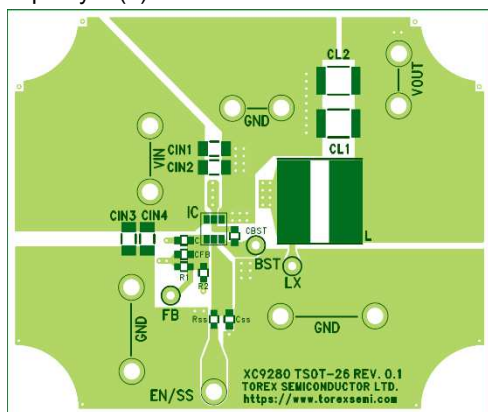 CL2
VOUT
GND
CIN1
VIN
CIN2
CL1
CIN3 CIN4
IC
CBST
L
CFB
BST
R1
R2
LX
FB
GND
Rss
Css
GND
EN/SS
XC9280 TSOT-26 REV. 0.1
TOREX SEMICONDUCTOR LTD.
https://www.torexsemi.com